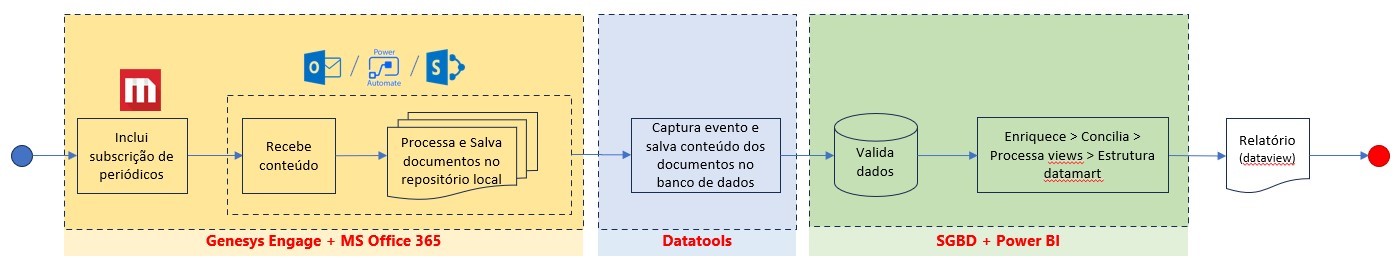 m
Inclui
subscrição de
periódicos
O
/
Power
Automate
/
S
Recebe
conteúdo
Processa e Salva
documentos no
repositório local
Genesys Engage + MS Office 365
Captura evento e
salva conteúdo dos
documentos no
banco de dados
Datatools
Valida
dados
Enriquece > Concilia >
Processa views > Estrutura
datamart
SGBD + Power BI
Relatório
(dataview)